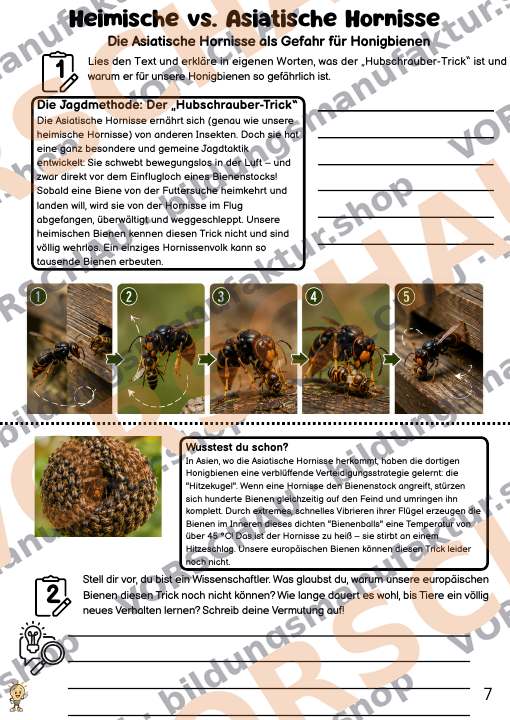 Heimische vs. Asiatische Hornisse
Die Asiatische Hornisse als Gefahr für Honigbienen
1
Lies den Text und erkläre in eigenen Worten, was der „Hubschrauber-Trick“ ist und
warum er für unsere Honigbienen so gefährlich ist.
Die Jagdmethode: Der „Hubschrauber-Trick“
Die Asiatische Hornisse ernährt sich (genau wie unsere
heimische Hornisse) von anderen Insekten. Doch sie hat
eine ganz besondere und gemeine Jagdtaktik
entwickelt: Sie schwebt bewegungslos in der Luft – und
zwar direkt vor dem Einflugloch eines Bienenstocks!
Sobald eine Biene von der Futtersuche heimkehrt und
landen will, wird sie von der Hornisse im Flug
abgefangen, überwältigt und weggeschleppt. Unsere
heimischen Bienen kennen diesen Trick nicht und sind
völlig wehrlos. Ein einziges Hornissenvolk kann so
tausende Bienen erbeuten.
1 2 3 4 5
Wusstest du schon?
In Asien, wo die Asiatische Hornisse herkommt, haben die dortigen
Honigbienen eine verblüffende Verteidigungsstrategie gelernt: die
"Hitzekugel". Wenn eine Hornisse den Bienenstock angreift, stürzen
sich hunderte Bienen gleichzeitig auf den Feind und umringen ihn
komplett. Durch extremes, schnelles Vibrieren ihrer Flügel erzeugen die
Bienen im Inneren dieses dichten "Bienenballs" eine Temperatur von
über 45 °C! Das ist der Hornisse zu heiß – sie stirbt an einem
Hitzeschlag. Unsere europäischen Bienen können diesen Trick leider
noch nicht.
2
Stell dir vor, du bist ein Wissenschaftler. Was glaubst du, warum unsere europäischen
Bienen diesen Trick noch nicht können? Wie lange dauert es wohl, bis Tiere ein völlig
neues Verhalten lernen? Schreib deine Vermutung auf!
7
VORSCHAU
bildungsmanufaktur.shop